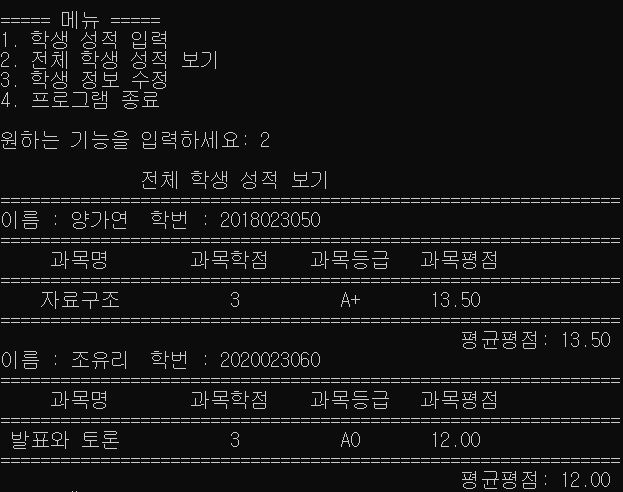 ===== 메뉴 =====
1. 학생 성적 입력
2. 전체 학생 성적 보기
3. 학생 정보 수정
4. 프로그램 종료
원하는 기능을 입력하세요: 2
전체 학생 성적 보기
==============================================================
이름 : 양가연 학번 : 2018023050
==============================================================
과목명 과목학점 과목등급 과목평점
==============================================================
자료구조 3 A+ 13.50
==============================================================
평균평점: 13.50
이름 : 조유리 학번 : 2020023060
==============================================================
과목명 과목학점 과목등급 과목평점
==============================================================
발표와 토론 3 A0 12.00
==============================================================
평균평점: 12.00